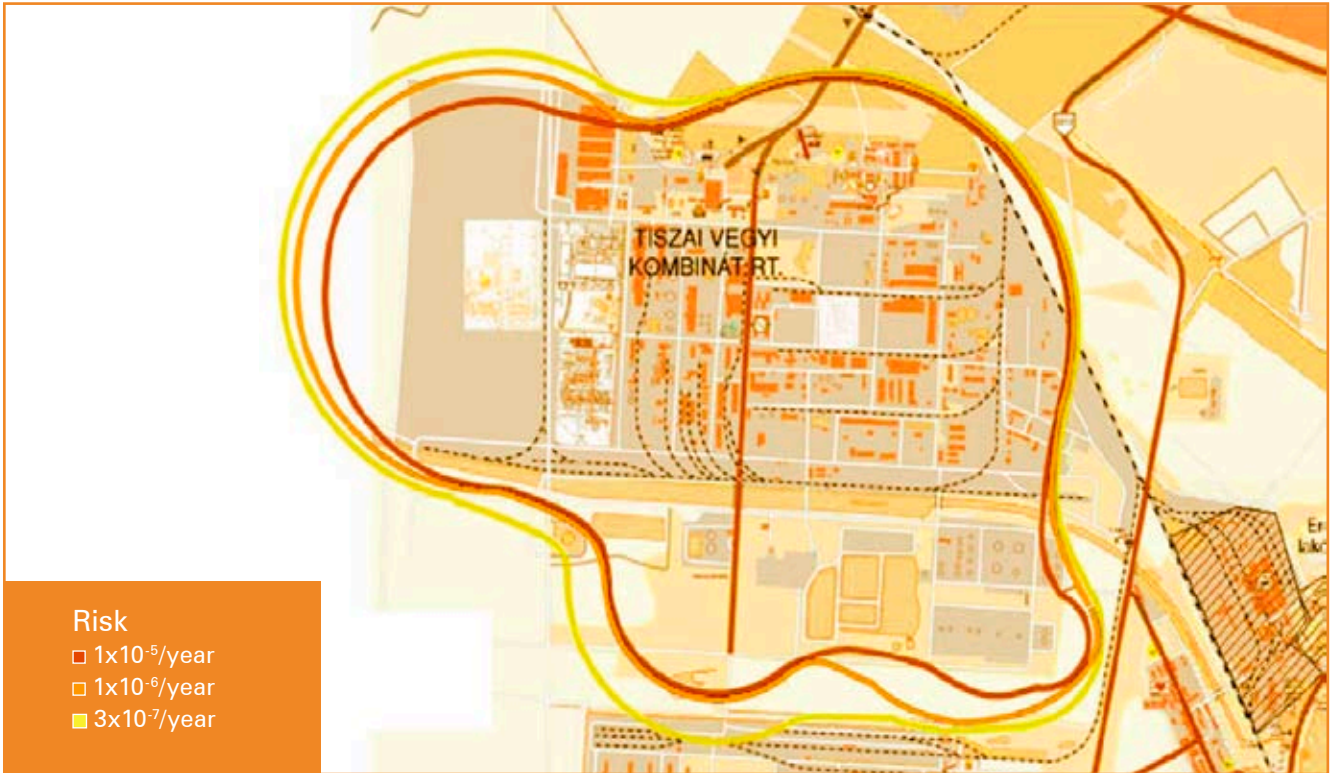 TISZAI VEGYI
KOMBINÁT RT.
Risk
1x10⁻⁵/year
1x10⁻⁶/year
3x10⁻⁷/year